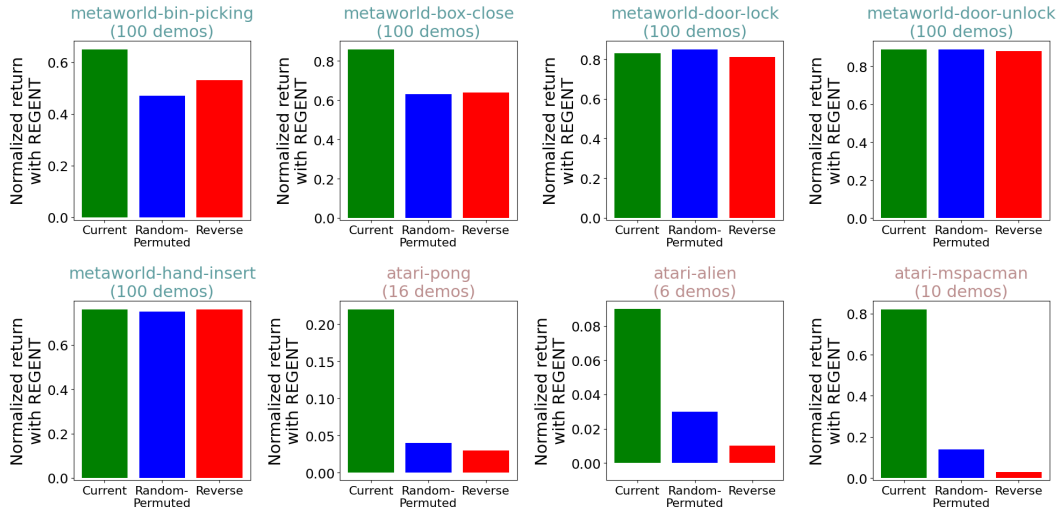 metaworld-bin-picking
(100 demos)
Normalized return
with REGENT
0.6
0.4
0.2
0.0
Current
Random-
Permuted
Reverse
metaworld-box-close
(100 demos)
Normalized return
with REGENT
0.8
0.6
0.4
0.2
0.0
Current
Random-
Permuted
Reverse
metaworld-door-lock
(100 demos)
Normalized return
with REGENT
0.8
0.6
0.4
0.2
0.0
Current
Random-
Permuted
Reverse
metaworld-door-unlock
(100 demos)
Normalized return
with REGENT
0.8
0.6
0.4
0.2
0.0
Current
Random-
Permuted
Reverse
metaworld-hand-insert
(100 demos)
Normalized return
with REGENT
0.6
0.4
0.2
0.0
Current
Random-
Permuted
Reverse
atari-pong
(16 demos)
Normalized return
with REGENT
0.20
0.15
0.10
0.05
0.00
Current
Random-
Permuted
Reverse
atari-alien
(6 demos)
Normalized return
with REGENT
0.08
0.06
0.04
0.02
0.00
Current
Random-
Permuted
Reverse
atari-mspacman
(10 demos)
Normalized return
with REGENT
0.8
0.6
0.4
0.2
0.0
Current
Random-
Permuted
Reverse